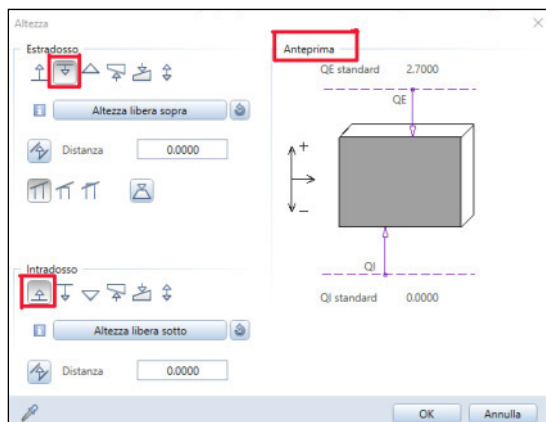 Altezza
Estradosso
Altezza libera sopra
Distanza 0.0000
Intradosso
Altezza libera sotto
Distanza 0.0000
Anteprima
QE standard 2.7000
QE
+
−
QI
QI standard 0.0000
OK Annulla